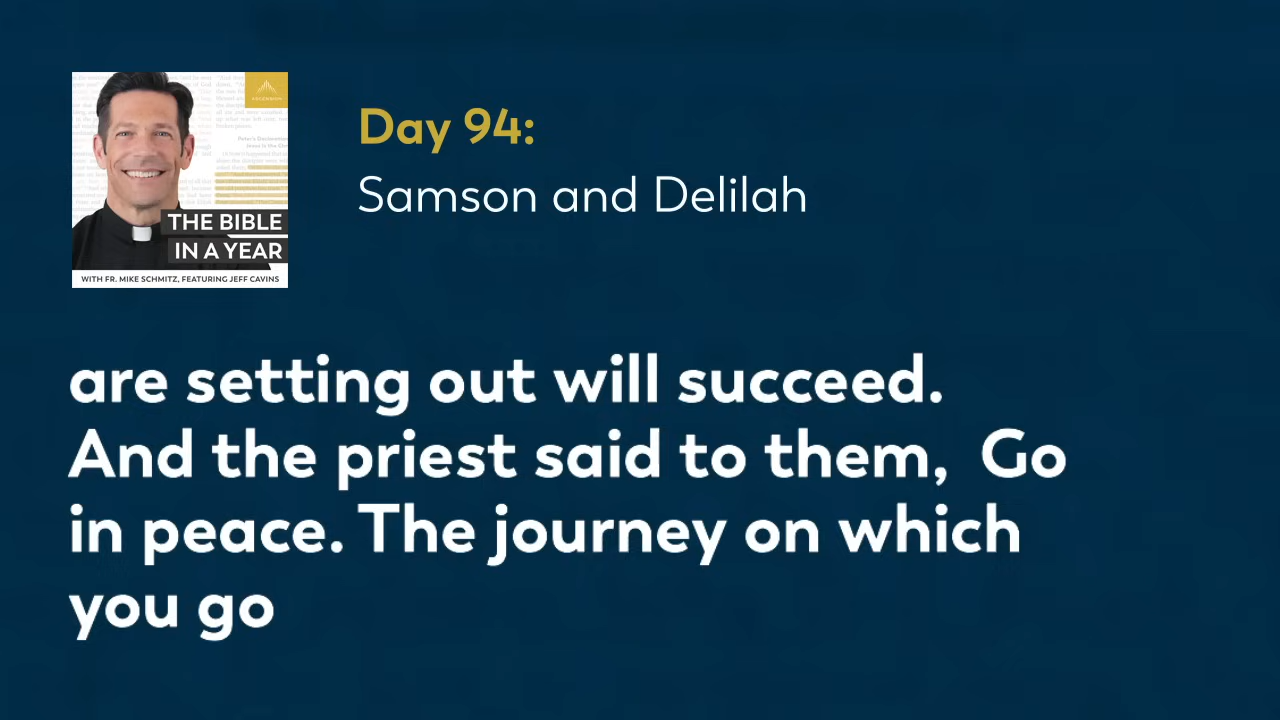 ASCENSION
THE BIBLE
IN A YEAR
WITH FR. MIKE SCHMITZ, FEATURING JEFF CAVINS
Day 94:
Samson and Delilah
are setting out will succeed.
And the priest said to them,  Go
in peace. The journey on which
you go